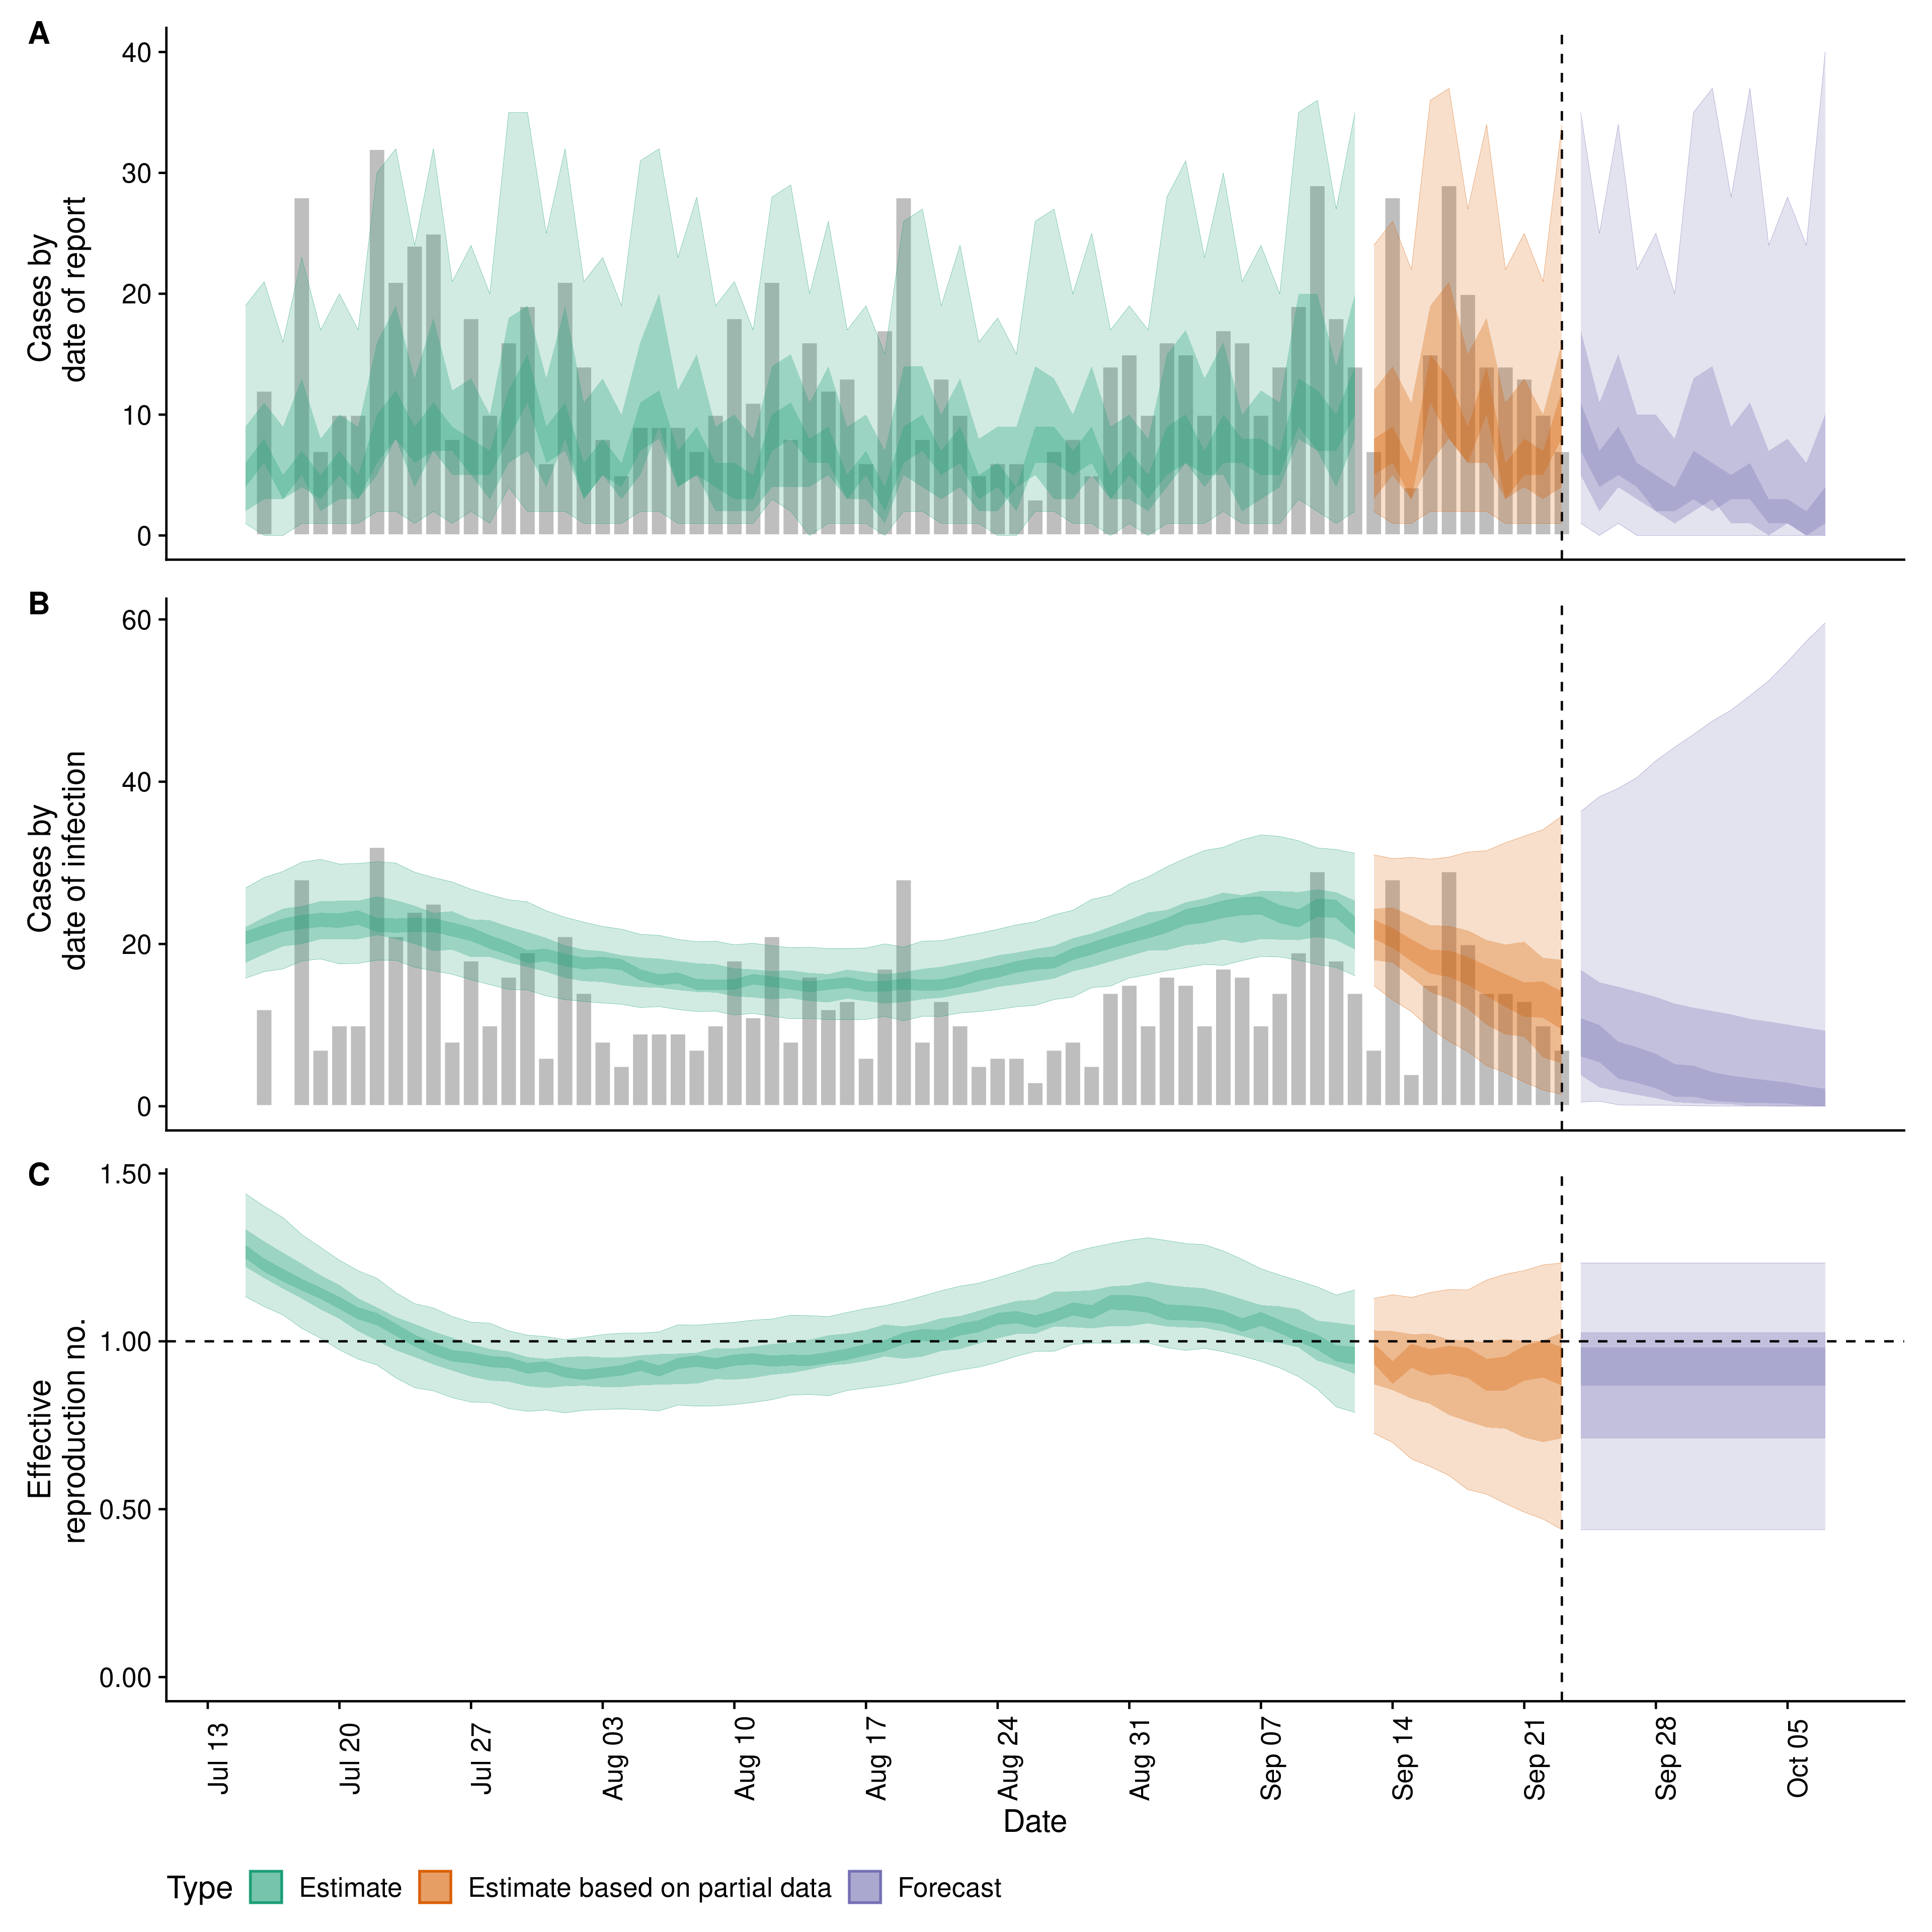 A
40
30
20
10
0
Cases by
date of report
B
60
40
20
0
Cases by
date of infection
C
1.50
1.00
0.50
0.00
Effective
reproduction no.
Jul 13
Jul 20
Jul 27
Aug 03
Aug 10
Aug 17
Aug 24
Aug 31
Sep 07
Sep 14
Sep 21
Sep 28
Oct 05
Date
Type Estimate Estimate based on partial data Forecast